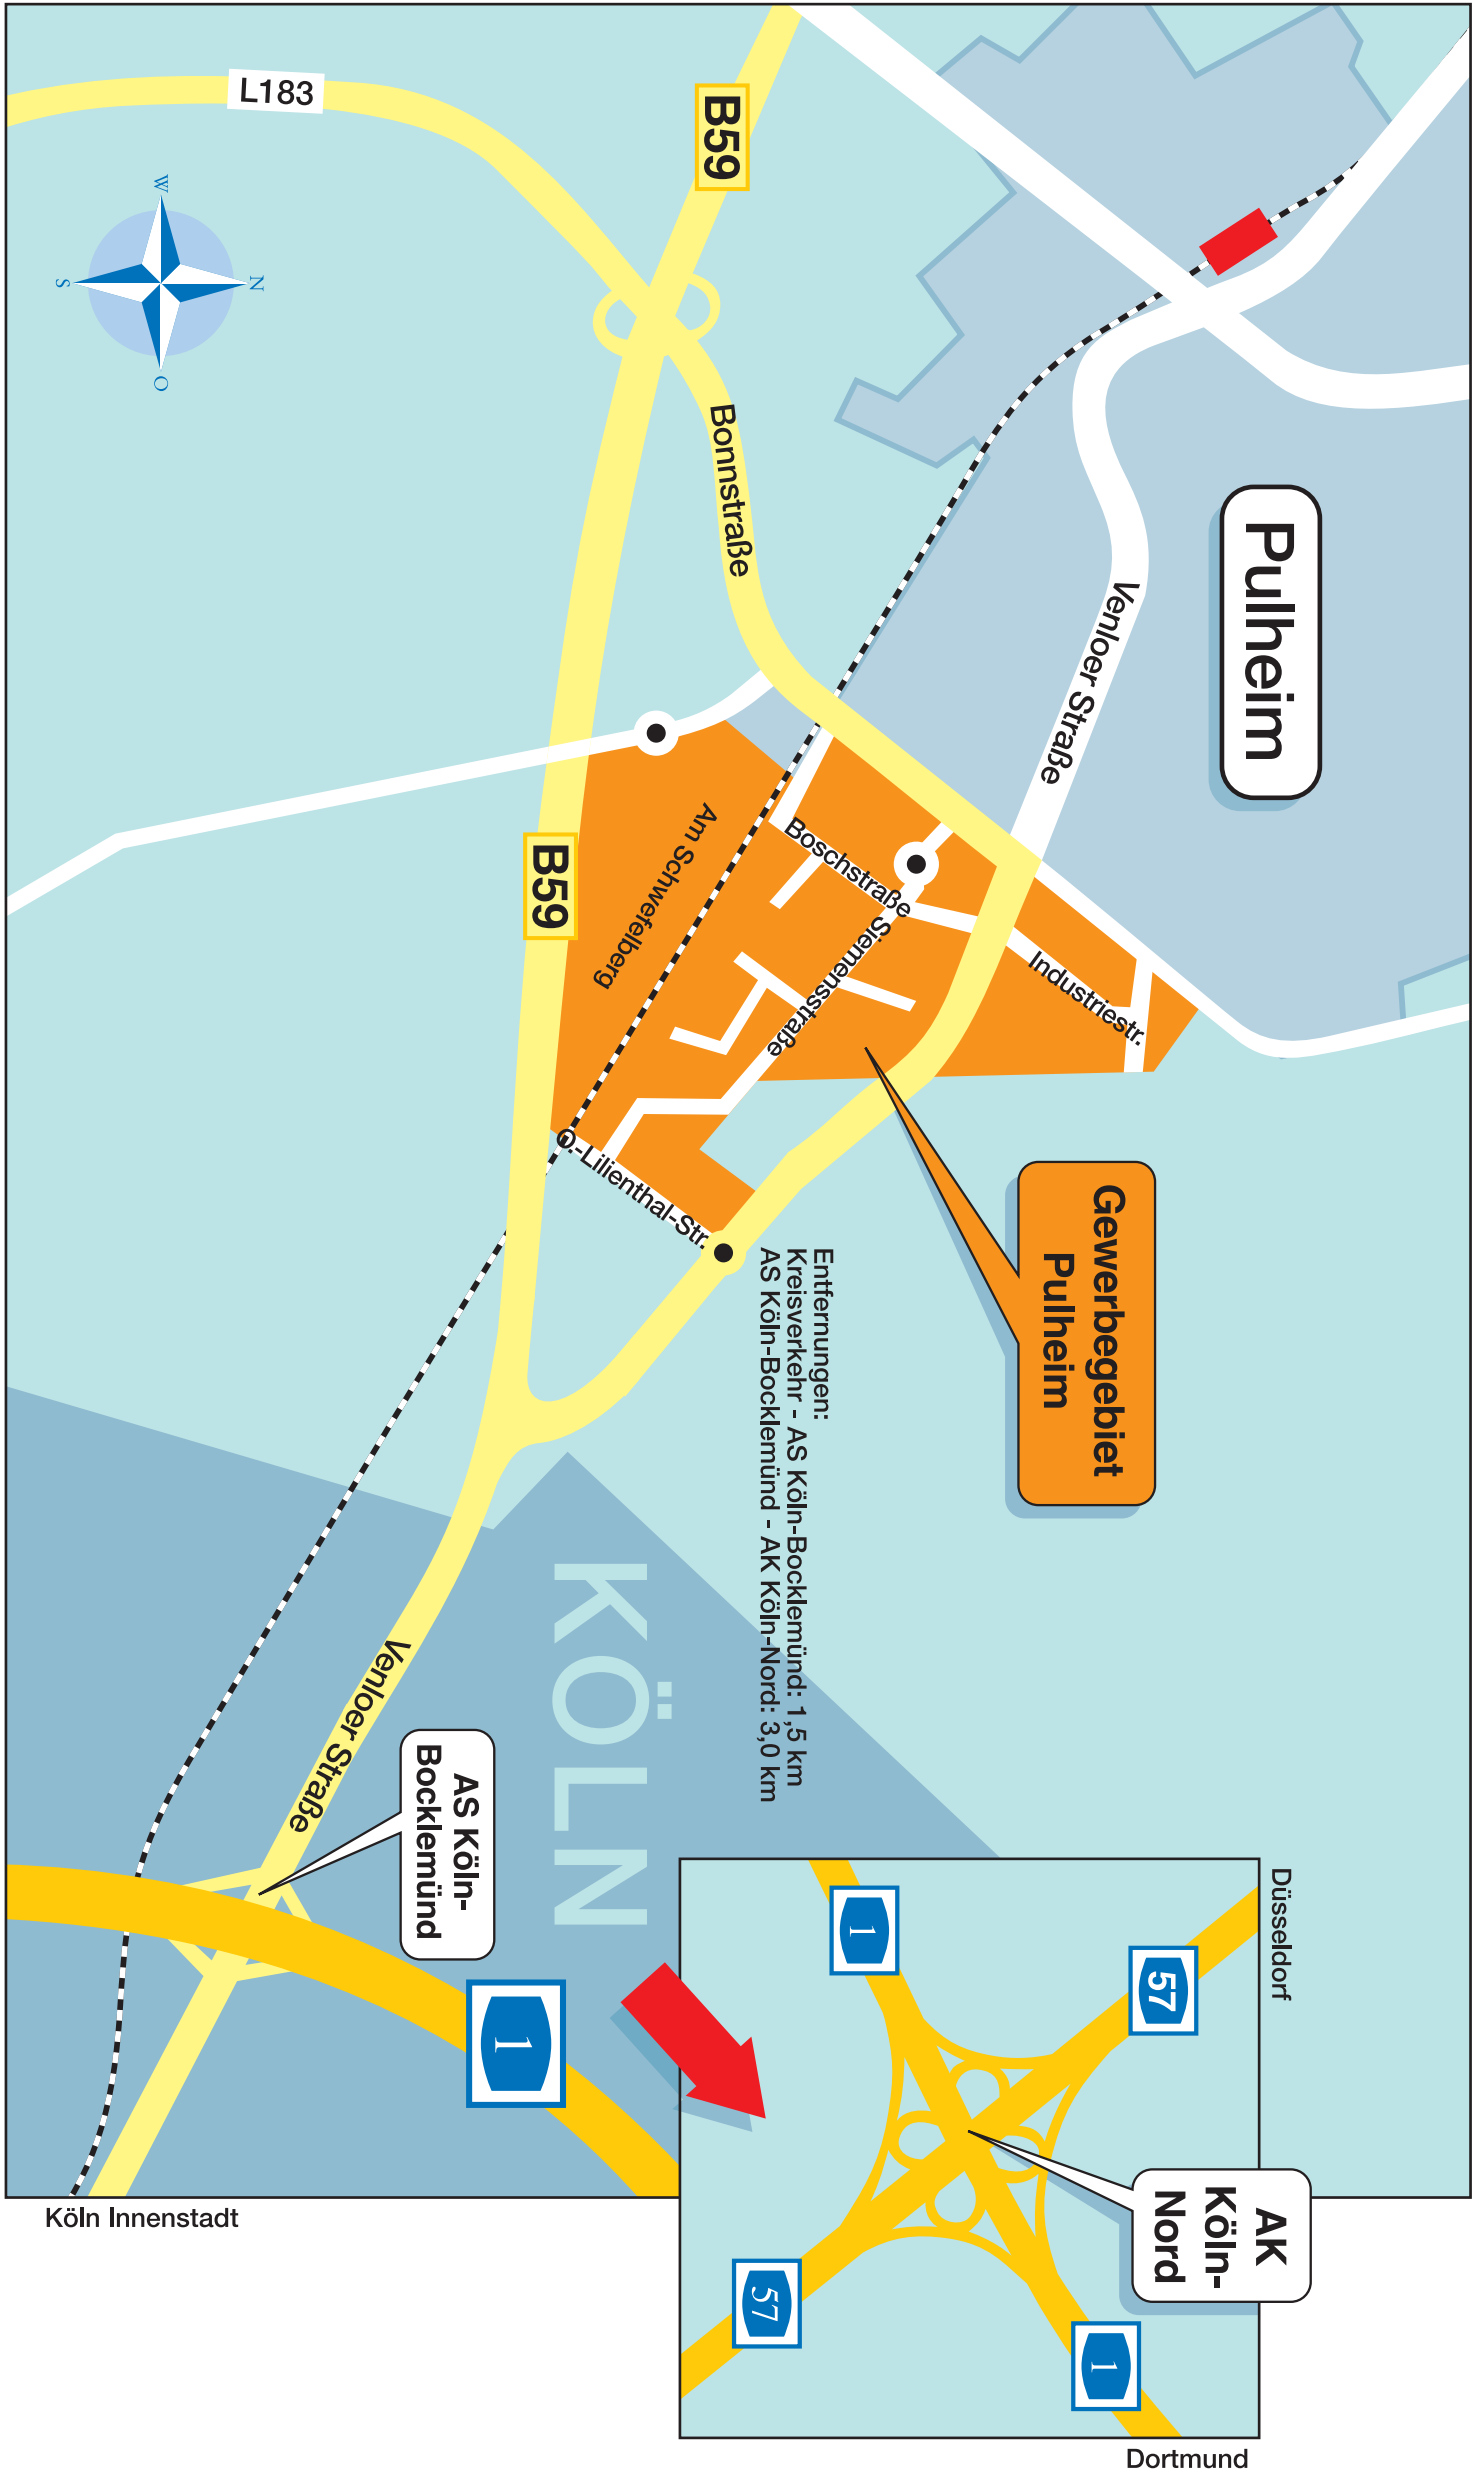 L183
B59
W
N
S
O
Bonnstraße
Pulheim
Venloer Straße
B59
Am Schwefelberg
Boschstraße
Siemensstraße
Industriestr.
O.-Lilienthal-Str.
Gewerbegebiet
Pulheim
Entfernungen:
Kreisverkehr - AS Köln-Bocklemünd: 1,5 km
AS Köln-Bocklemünd - AK Köln-Nord: 3,0 km
KÖLN
Venloer Straße
AS Köln-
Bocklemünd
1
Düsseldorf
1
57
AK
Köln-
Nord
57
1
Köln Innenstadt
Dortmund